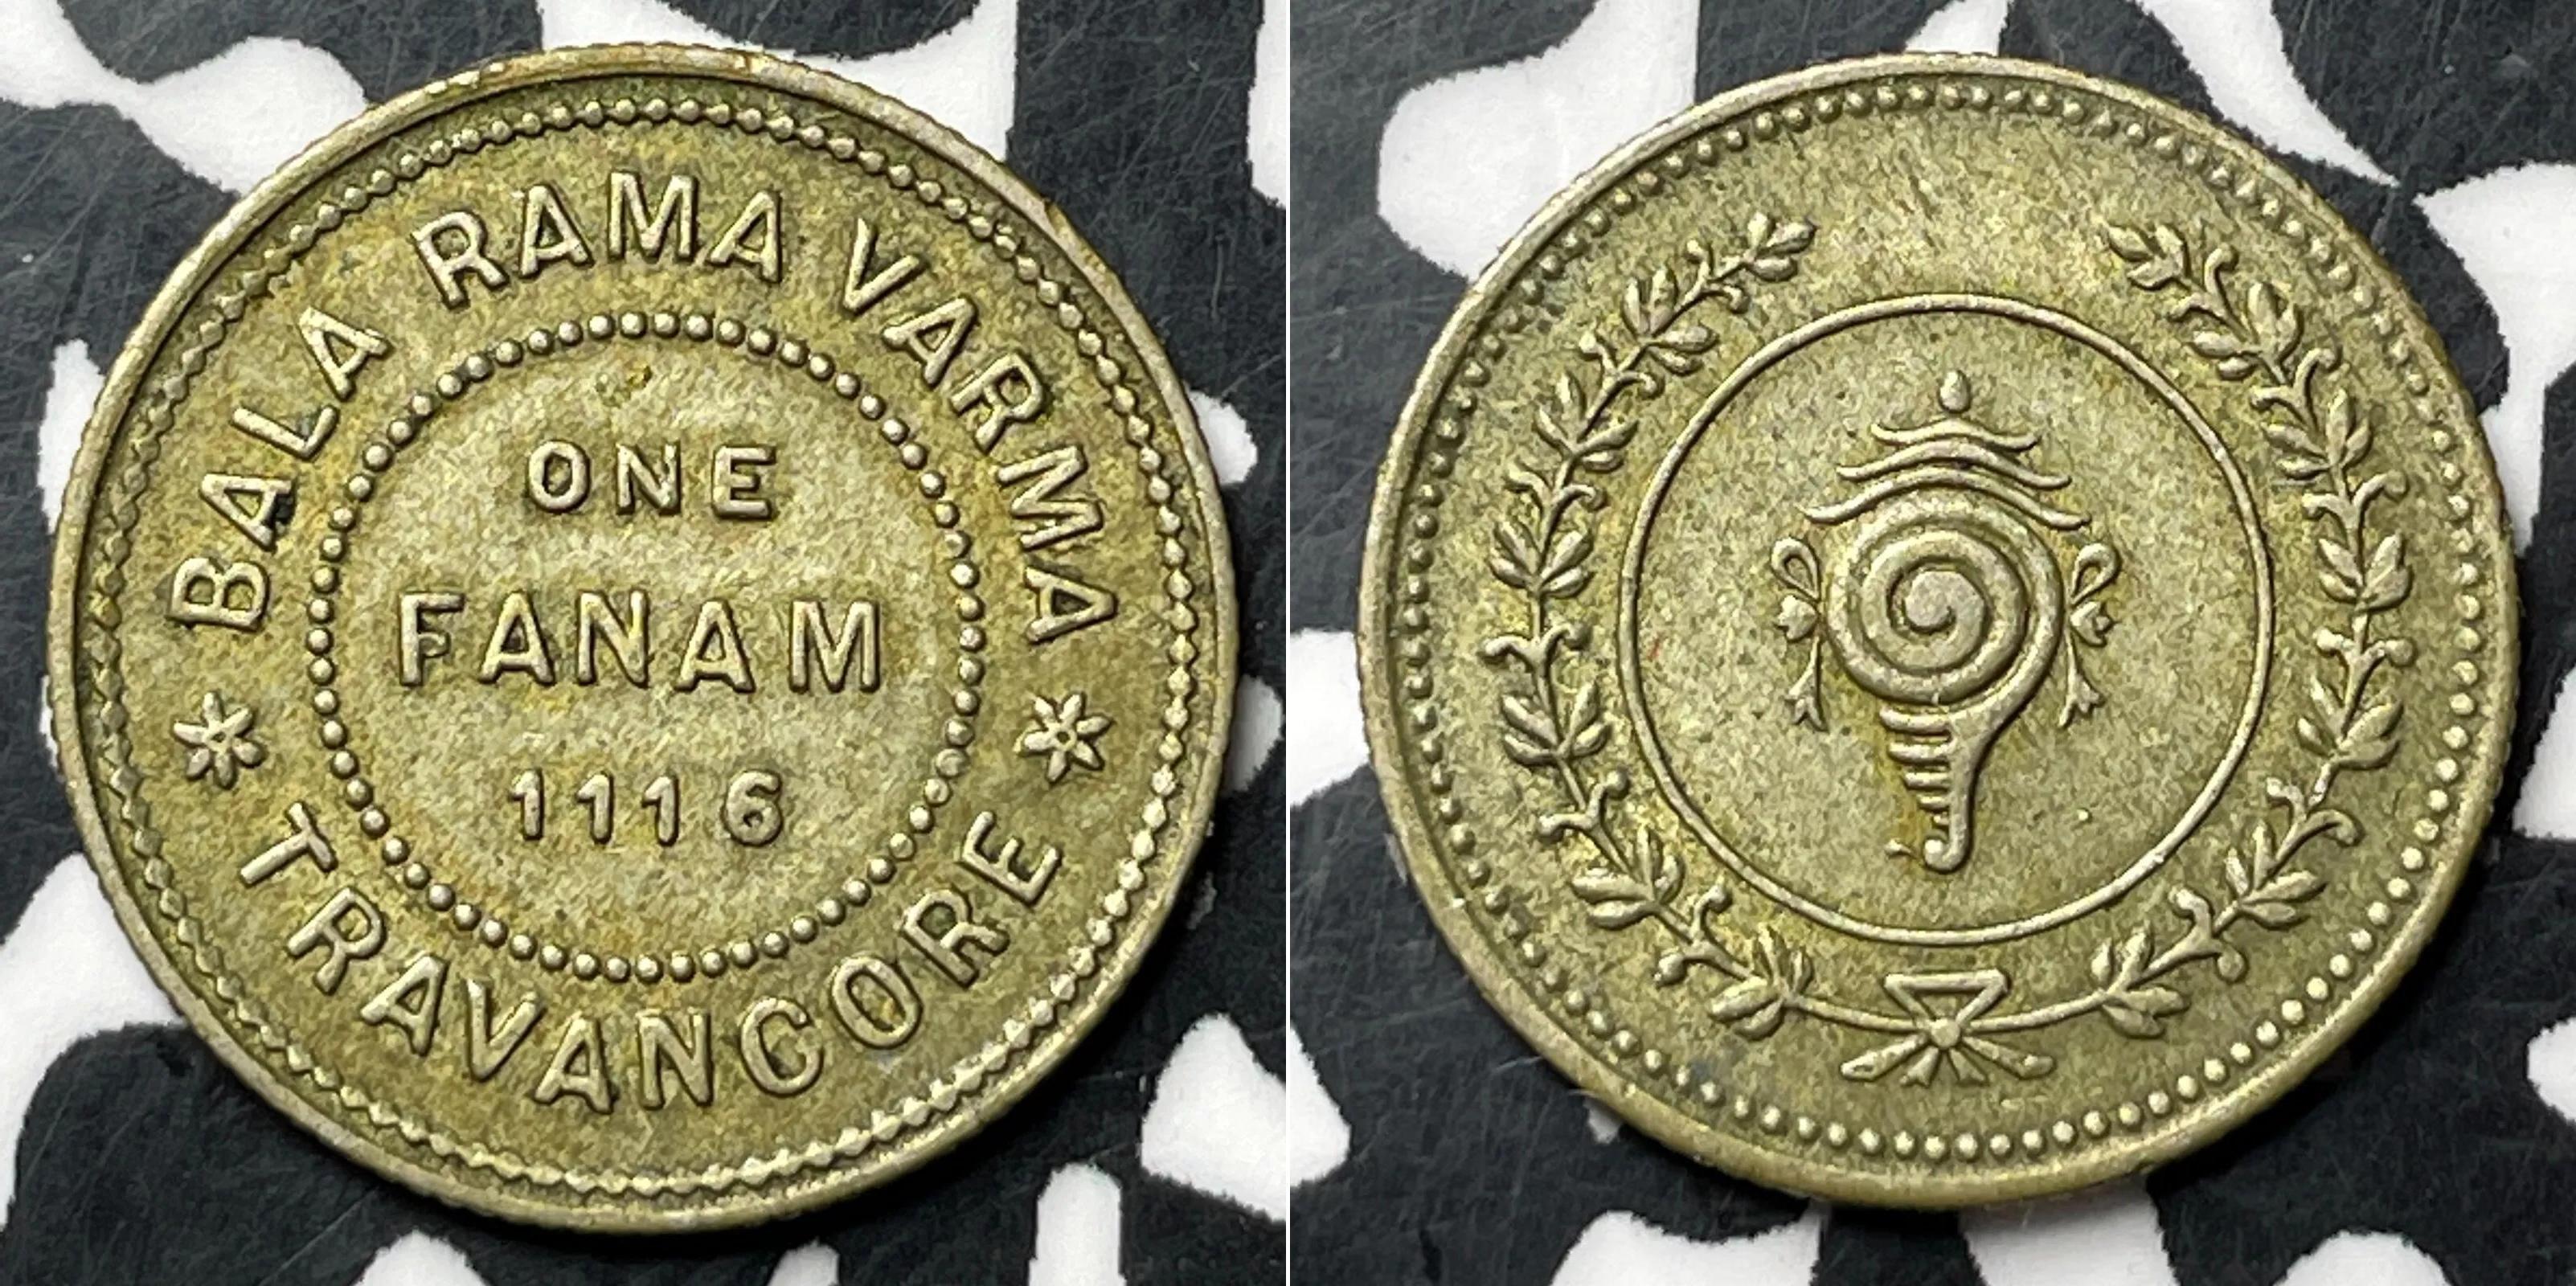 BALA RAMA VARMA
ONE
FANAM
1116
TRAVANCORE